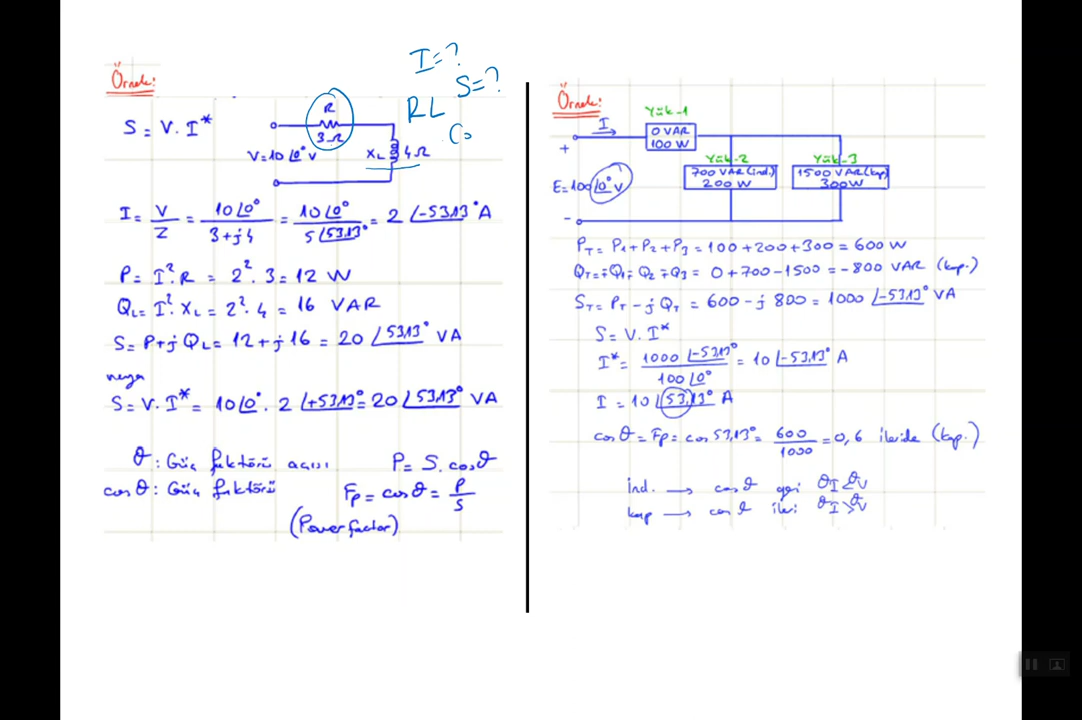 Örnek:
I=?
S=?
RL
S = V. I*
R
3Ω
V=10∠0° V
XL
4Ω
I = V/Z = 10∠0°/3+j4 = 10∠0°/5∠53.13° = 2∠-53.13° A
P = I².R = 2². 3 = 12 W
QL = I². XL = 2². 4 = 16 VAR
S = P+j QL = 12 + j 16 = 20∠53.13° VA
veya
S = V. I* = 10∠0°. 2∠+53.13° = 20∠53.13° VA
θ : Güç faktörü açısı
P = S. cosθ
cosθ : Güç faktörü
Fp = cosθ = P/S
(Power factor)
Örnek:
Yük-1
I
0 VAR
100 W
+
Yük-2
Yük-3
700 VAR (ind.)
200 W
1500 VAR (kap)
300W
E=100∠0° V
-
PT = P1 + P2 + P3 = 100 + 200 + 300 = 600 W
QT = ∓Q1 ∓ Q2 ∓ Q3 = 0 + 700 - 1500 = -800 VAR (kap.)
ST = PT - j QT = 600 - j 800 = 1000∠-53.13° VA
S = V. I*
I* = 1000∠-53.13°/100∠0° = 10∠-53.13° A
I = 10∠53.13° A
cosθ = Fp = cos 53.13° = 600/1000 = 0,6 ileride (kap.)
ind. → cosθ geri θI<θV
kap → cosθ ileri θI>θV